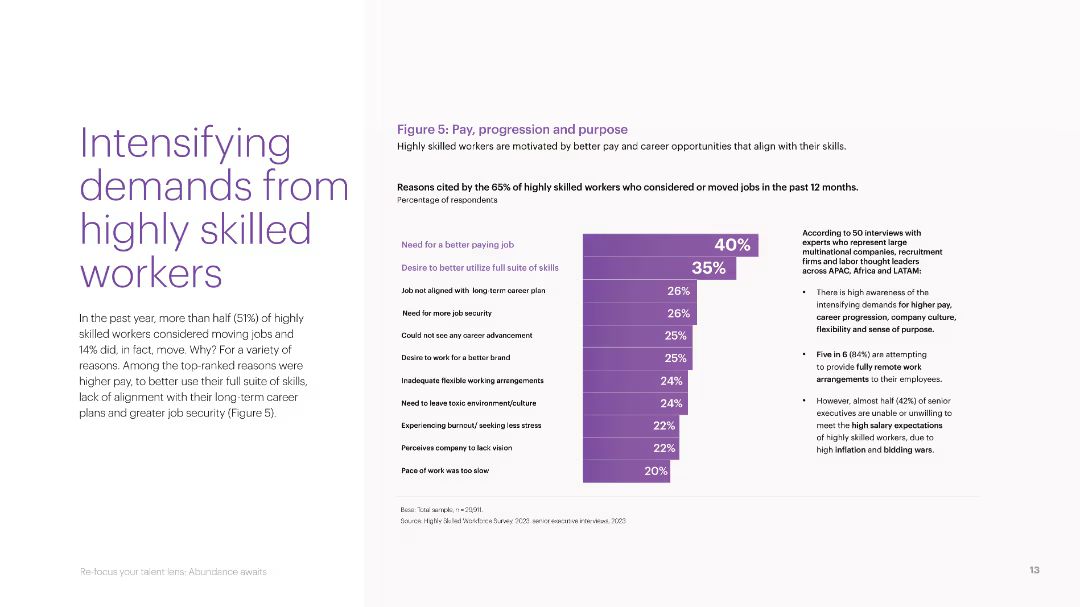 Intensifying
demands from
highly skilled
workers
In the past year, more than half (51%) of highly
skilled workers considered moving jobs and
14% did, in fact, move. Why? For a variety of
reasons. Among the top-ranked reasons were
higher pay, to better use their full suite of skills,
lack of alignment with their long-term career
plans and greater job security (Figure 5).
Figure 5: Pay, progression and purpose
Highly skilled workers are motivated by better pay and career opportunities that align with their skills.
Reasons cited by the 65% of highly skilled workers who considered or moved jobs in the past 12 months.
Percentage of respondents
Need for a better paying job 40%
Desire to better utilize full suite of skills 35%
Job not aligned with long-term career plan 26%
Need for more job security 26%
Could not see any career advancement 25%
Desire to work for a better brand 25%
Inadequate flexible working arrangements 24%
Need to leave toxic environment/culture 24%
Experiencing burnout/ seeking less stress 22%
Perceives company to lack vision 22%
Pace of work was too slow 20%
According to 50 interviews with
experts who represent large
multinational companies, recruitment
firms and labor thought leaders
across APAC, Africa and LATAM:
• There is high awareness of the
intensifying demands for higher pay,
career progression, company culture,
flexibility and sense of purpose.
• Five in 6 (84%) are attempting
to provide fully remote work
arrangements to their employees.
• However, almost half (42%) of senior
executives are unable or unwilling to
meet the high salary expectations
of highly skilled workers, due to
high inflation and bidding wars.
Base: Total sample, n = 29,911.
Source: Highly Skilled Workforce Survey, 2023, senior executive interviews, 2023
Re-focus your talent lens: Abundance awaits
13